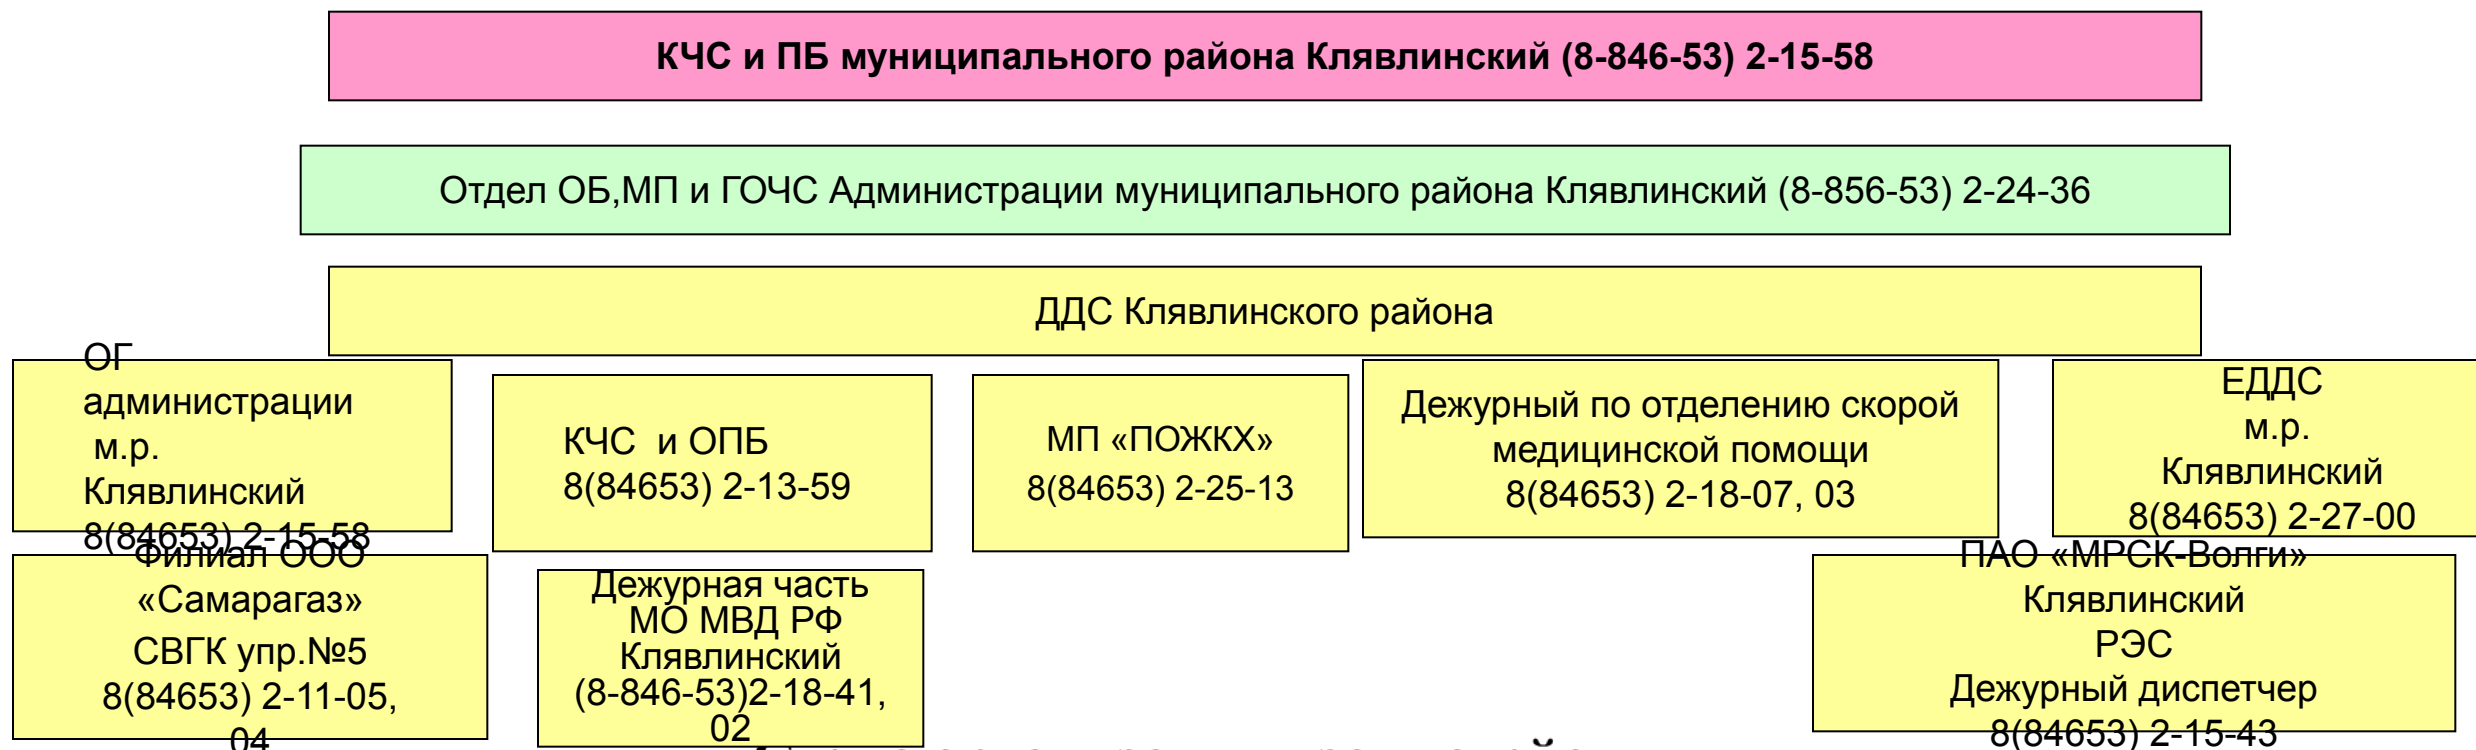 КЧС и ПБ муниципального района Клявлинский (8-846-53) 2-15-58
Отдел ОБ,МП и ГОЧС Администрации муниципального района Клявлинский (8-856-53) 2-24-36
ДДС Клявлинского района
ОГ
администрации
м.р.
Клявлинский
8(84653) 2-15-58
КЧС и ОПБ
8(84653) 2-13-59
МП «ПОЖКХ»
8(84653) 2-25-13
Дежурный по отделению скорой
медицинской помощи
8(84653) 2-18-07, 03
ЕДДС
м.р.
Клявлинский
8(84653) 2-27-00
Филиал ООО
«Самарагаз»
СВГК упр.№5
8(84653) 2-11-05,
04
Дежурная часть
МО МВД РФ
Клявлинский
(8-846-53)2-18-41,
02
ПАО «МРСК-Волги»
Клявлинский
РЭС
Дежурный диспетчер
8(84653) 2-15-43